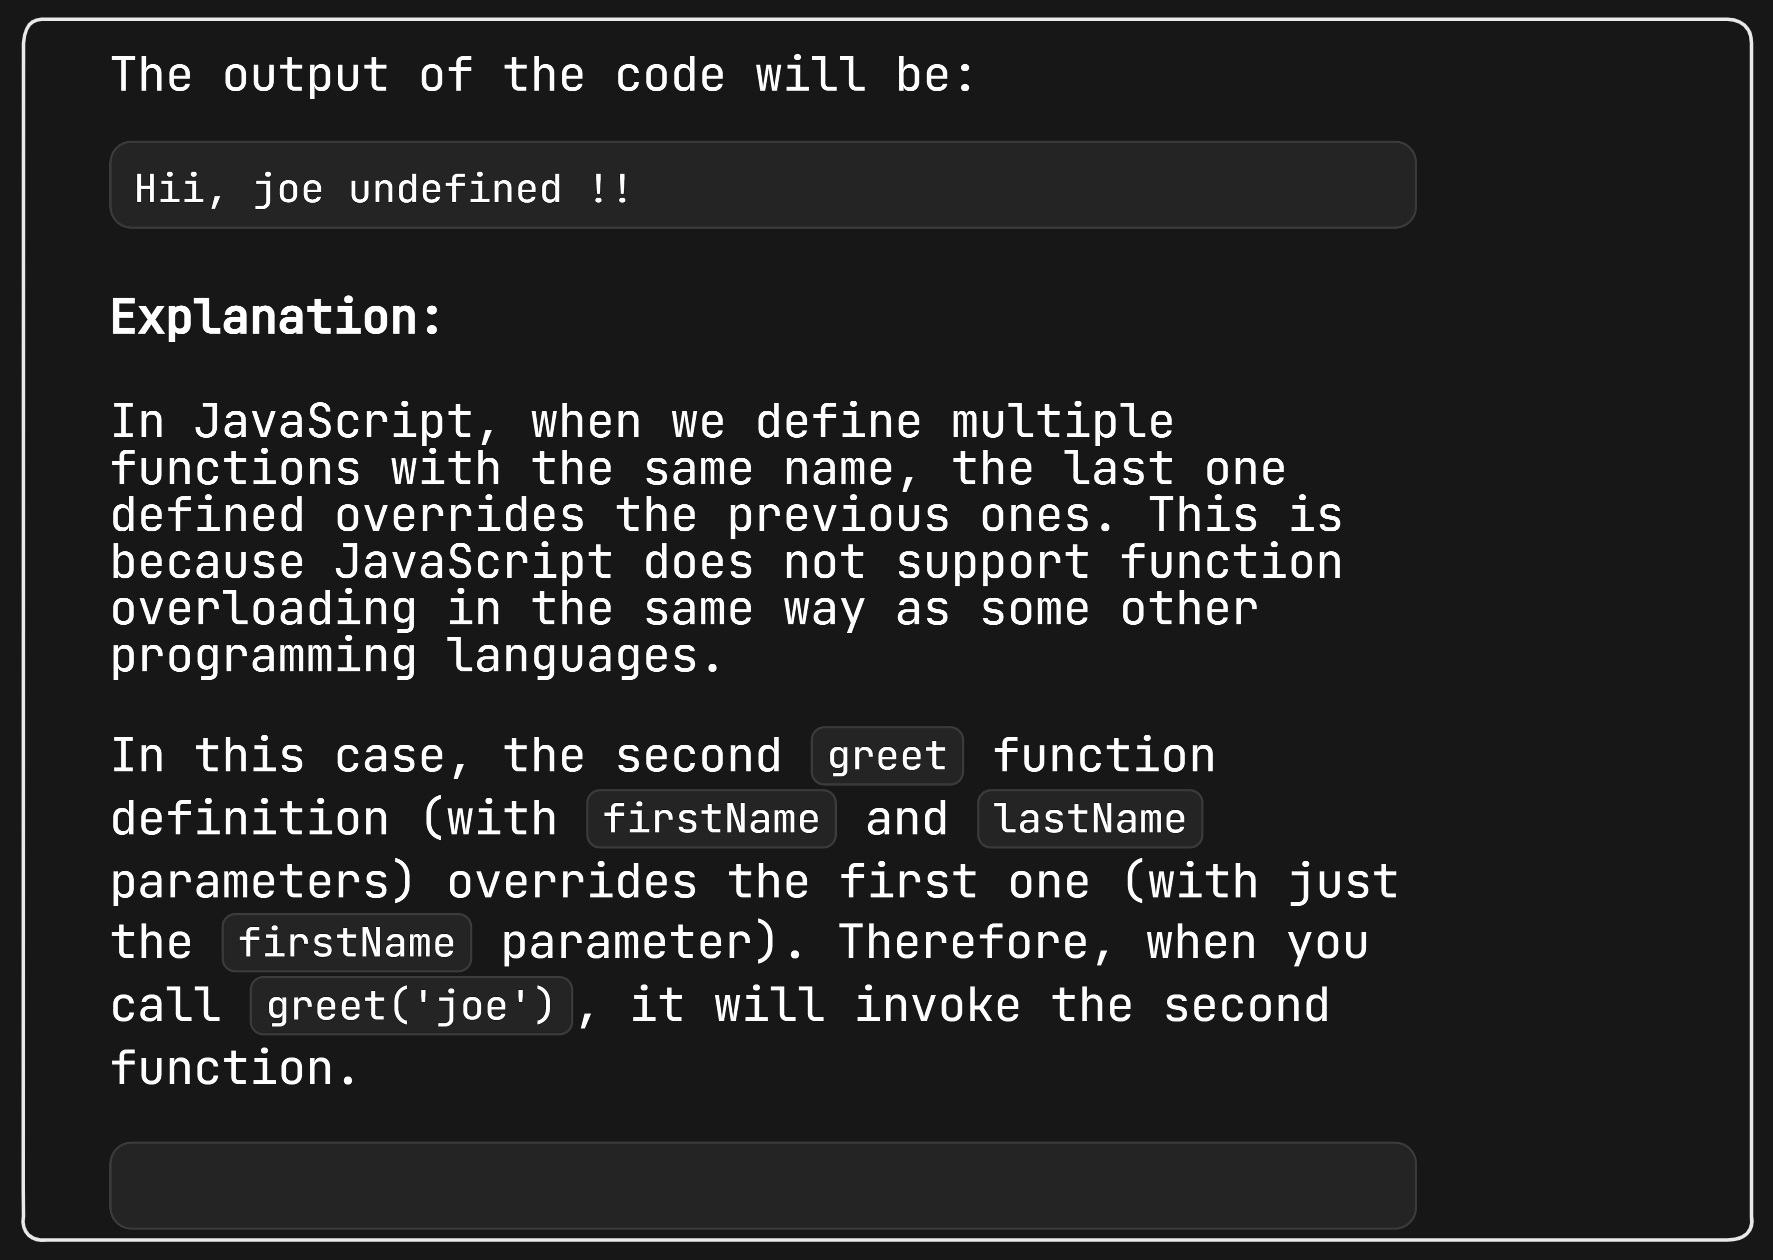 The output of the code will be:
Hii, joe undefined !!
Explanation:
In JavaScript, when we define multiple
functions with the same name, the last one
defined overrides the previous ones. This is
because JavaScript does not support function
overloading in the same way as some other
programming languages.
In this case, the second greet function
definition (with firstName and lastName
parameters) overrides the first one (with just
the firstName parameter). Therefore, when you
call greet('joe'), it will invoke the second
function.